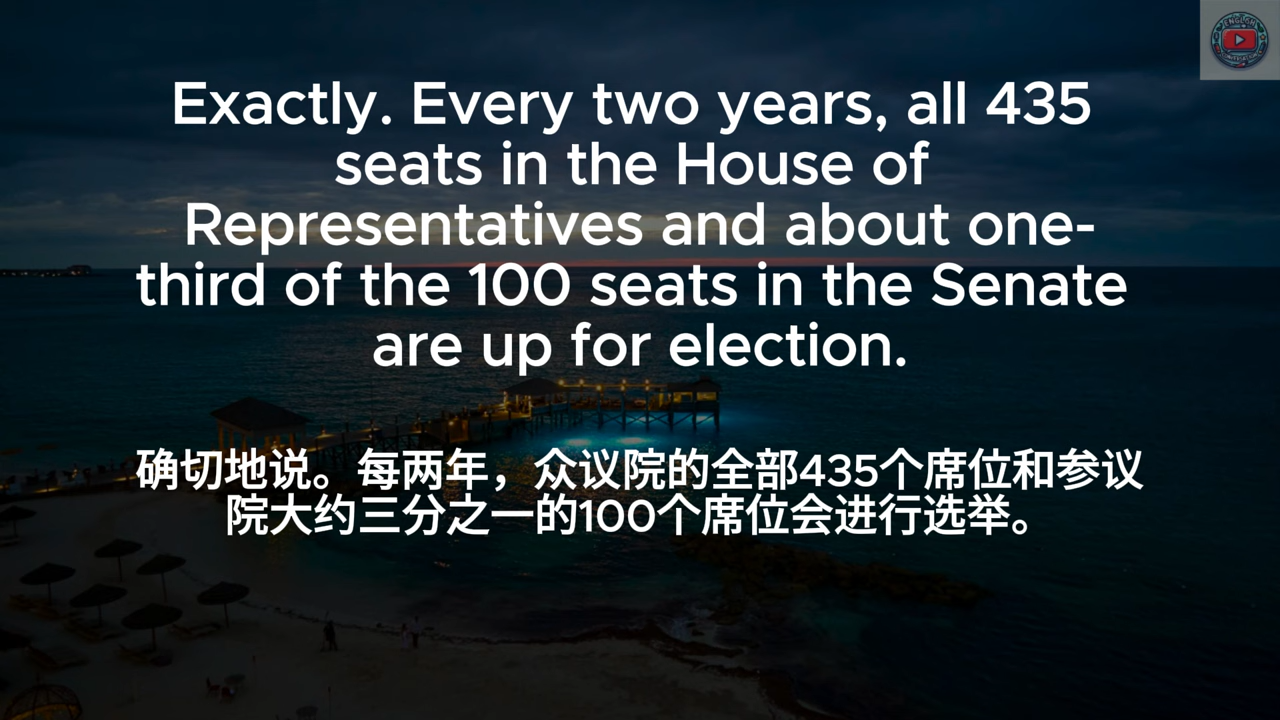 ENGLISH
Exactly. Every two years, all 435
seats in the House of
Representatives and about one-
third of the 100 seats in the Senate
are up for election.
确切地说。每两年，众议院的全部435个席位和参议
院大约三分之一的100个席位会进行选举。